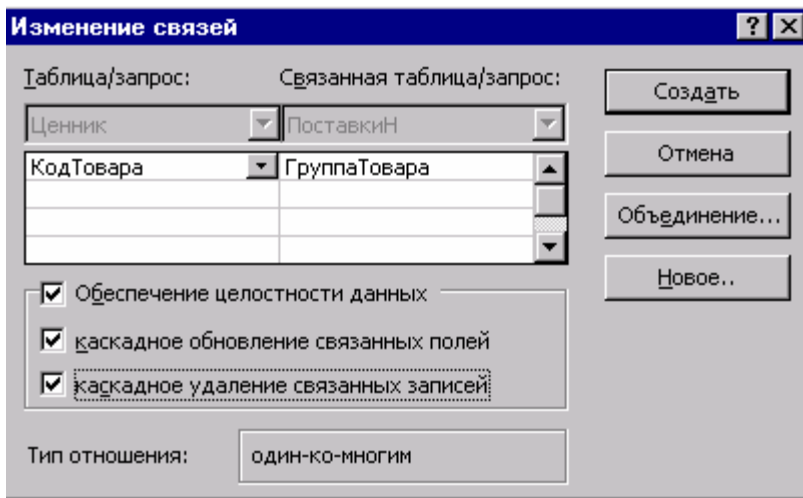 Изменение связей
Таблица/запрос: Связанная таблица/запрос:
Ценник ПоставкиН
КодТовара ГруппаТовара
Создать
Отмена
Объединение...
Новое..
Обеспечение целостности данных
каскадное обновление связанных полей
каскадное удаление связанных записей
Тип отношения: один-ко-многим